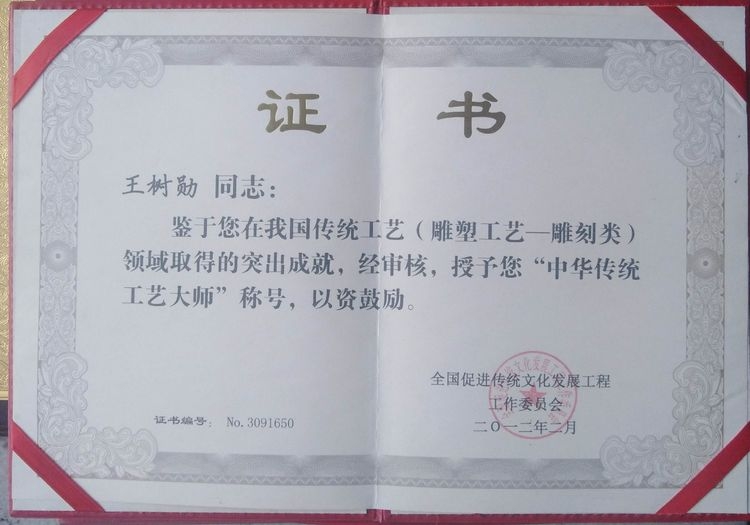 证 书
王树勋 同志：
鉴于您在我国传统工艺（雕塑工艺—雕刻类）
领域取得的突出成就，经审核，授予您“中华传统
工艺大师”称号，以资鼓励。
全国促进传统文化发展工程
工作委员会
二〇一二年二月
证书编号： No.3091650